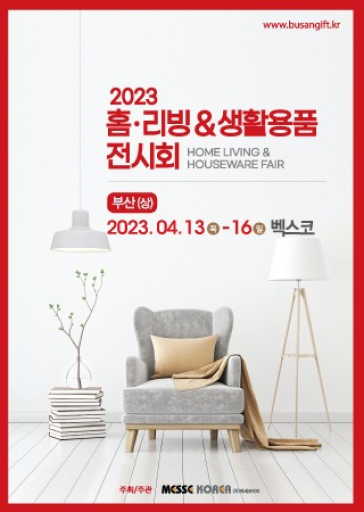 www.busangift.kr
2023
홈·리빙&생활용품
전시회 HOME LIVING &
HOUSEWARE FAIR
부산(상)
2023. 04. 13 목 - 16 일 벡스코
주최/주관 MCSSC KOREA